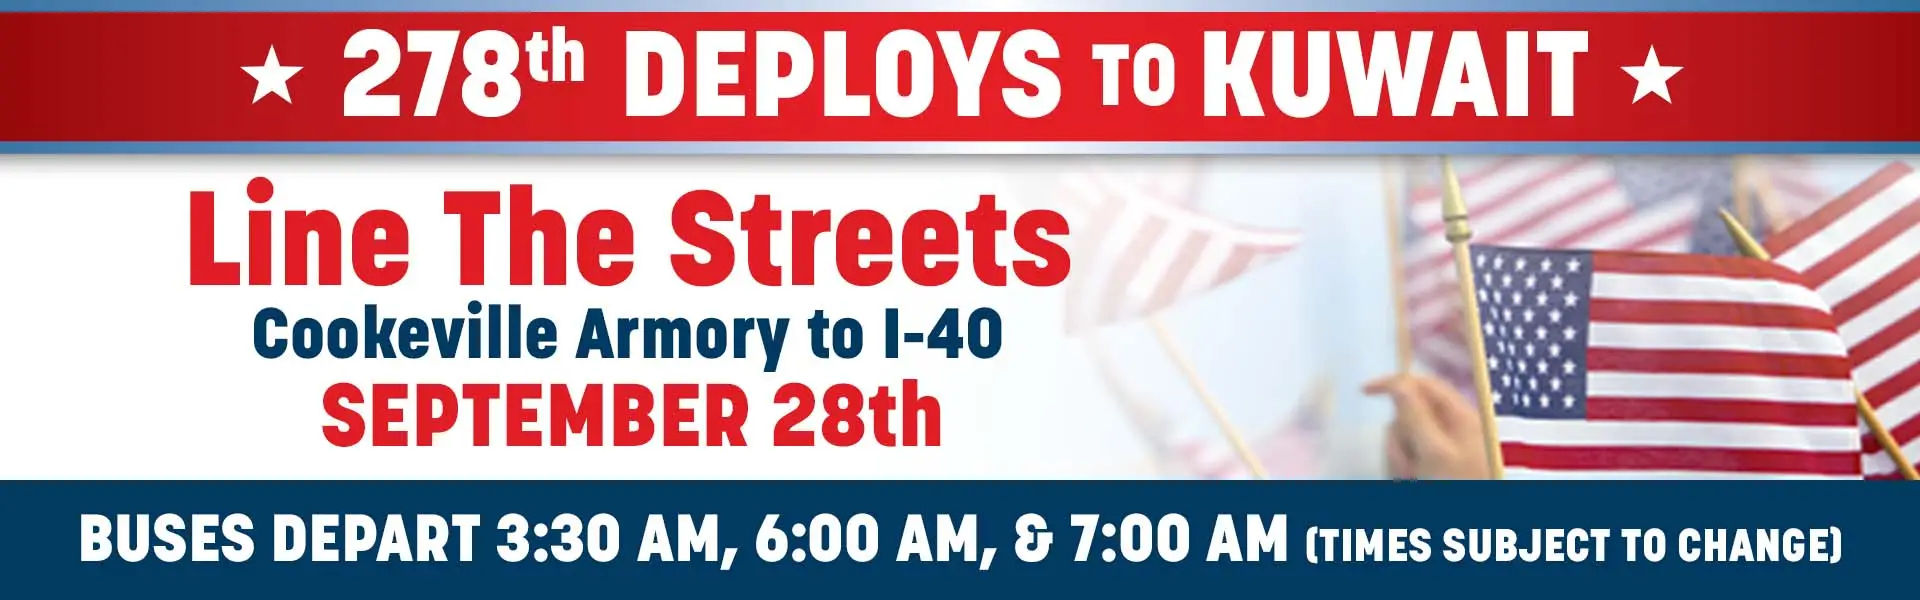 278th DEPLOYS TO KUWAIT
Line The Streets
Cookeville Armory to I-40
SEPTEMBER 28th
BUSES DEPART 3:30 AM, 6:00 AM, & 7:00 AM (TIMES SUBJECT TO CHANGE)